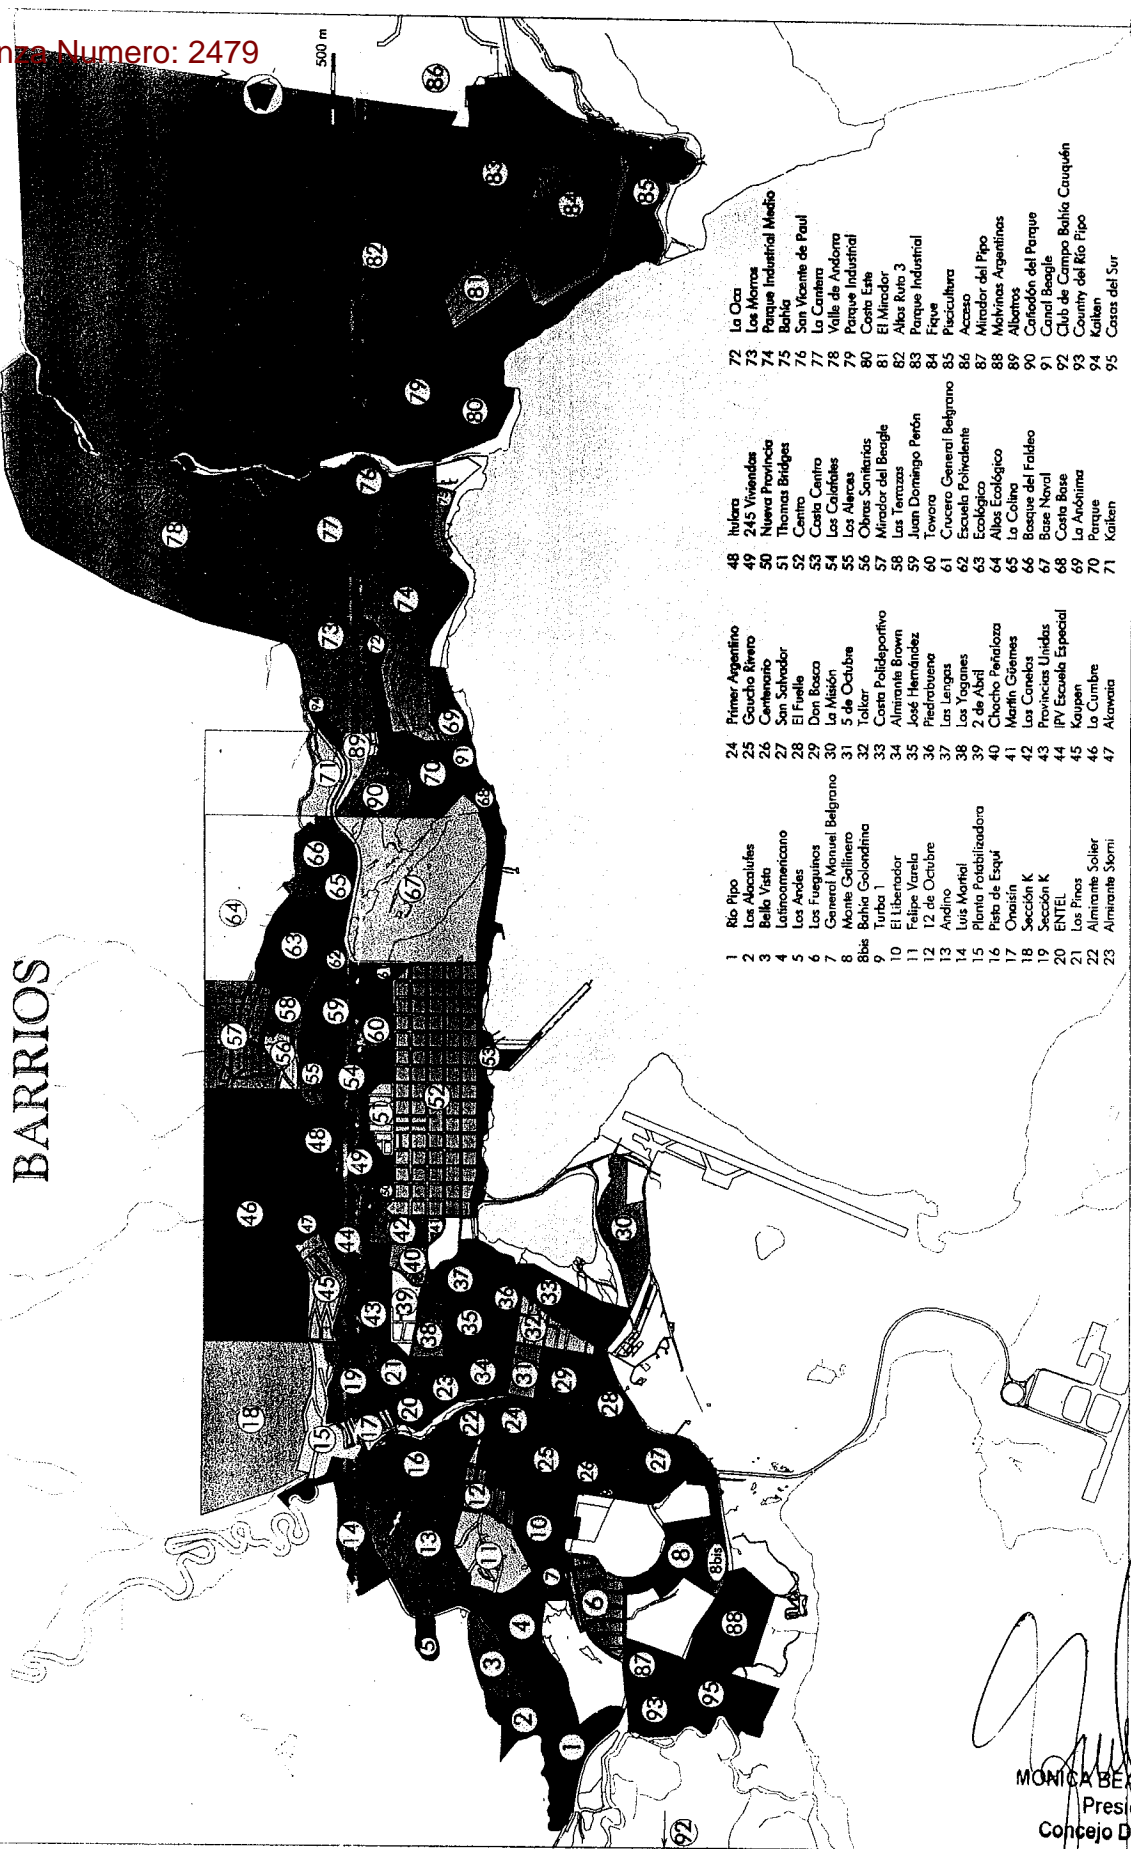 nza Numero: 2479
BARRIOS
500 m
1 Río Pipo
2 Los Alacalufes
3 Bella Vista
4 Latinoamericano
5 Los Andes
6 Los Fueguinos
7 General Manuel Belgrano
8 Monte Gallinero
8bis Bahía Golondrina
9 Turba 1
10 El Libertador
11 Felipe Varela
12 12 de Octubre
13 Andino
14 Luis Martial
15 Planta Potabilizadora
16 Pista de Esquí
17 Onaisín
18 Sección K
19 Sección K
20 ENTEL
21 Los Pinos
22 Almirante Solier
23 Almirante Storni
24 Primer Argentino
25 Gaucho Rivero
26 Centenario
27 San Salvador
28 El Fuelle
29 Don Bosco
30 La Misión
31 5 de Octubre
32 Tolkar
33 Costa Polideportivo
34 Almirante Brown
35 José Hernández
36 Piedrabuena
37 Las Lengas
38 Los Yaganes
39 2 de Abril
40 Chacho Peñaloza
41 Martín Güemes
42 Los Canelos
43 Provincias Unidas
44 IPV Escuela Especial
45 Kaupen
46 La Cumbre
47 Akawaia
48 Intiara
49 245 Viviendas
50 Nueva Provincia
51 Thomas Bridges
52 Centro
53 Costa Centro
54 Los Calafates
55 Los Alerces
56 Obras Sanitarias
57 Mirador del Beagle
58 Las Terrazas
59 Juan Domingo Perón
60 Towora
61 Crucero General Belgrano
62 Escuela Polivalente
63 Ecológico
64 Altos Ecológico
65 La Colina
66 Bosque del Faldeo
67 Base Naval
68 Costa Base
69 La Anónima
70 Parque
71 Kaiken
72 La Oca
73 Los Morros
74 Parque Industrial Medio
75 Bahía
76 San Vicente de Paul
77 La Cantera
78 Valle de Andorra
79 Parque Industrial
80 Costa Este
81 El Mirador
82 Altos Ruta 3
83 Parque Industrial
84 Fique
85 Piscicultura
86 Acceso
87 Mirador del Pipo
88 Malvinas Argentinas
89 Albatros
90 Cañadón del Parque
91 Canal Beagle
92 Club de Campo Bahía Cauquén
93 Country del Río Pipo
94 Kaiken
95 Casas del Sur
MONICA BEA
Presi
Concejo D